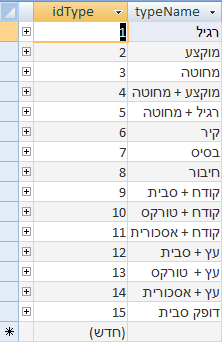 idType typeName
1 רגיל
2 מוקצע
3 מחוטה
4 מוקצע + מחוטה
5 רגיל + מחוטה
6 קיר
7 בסיס
8 חיבור
9 קודח + סבית
10 קודח + טורקס
11 קודח + אסכורית
12 עץ + סבית
13 עץ + טורקס
14 עץ + אסכורית
15 דופק סבית
(חדש)